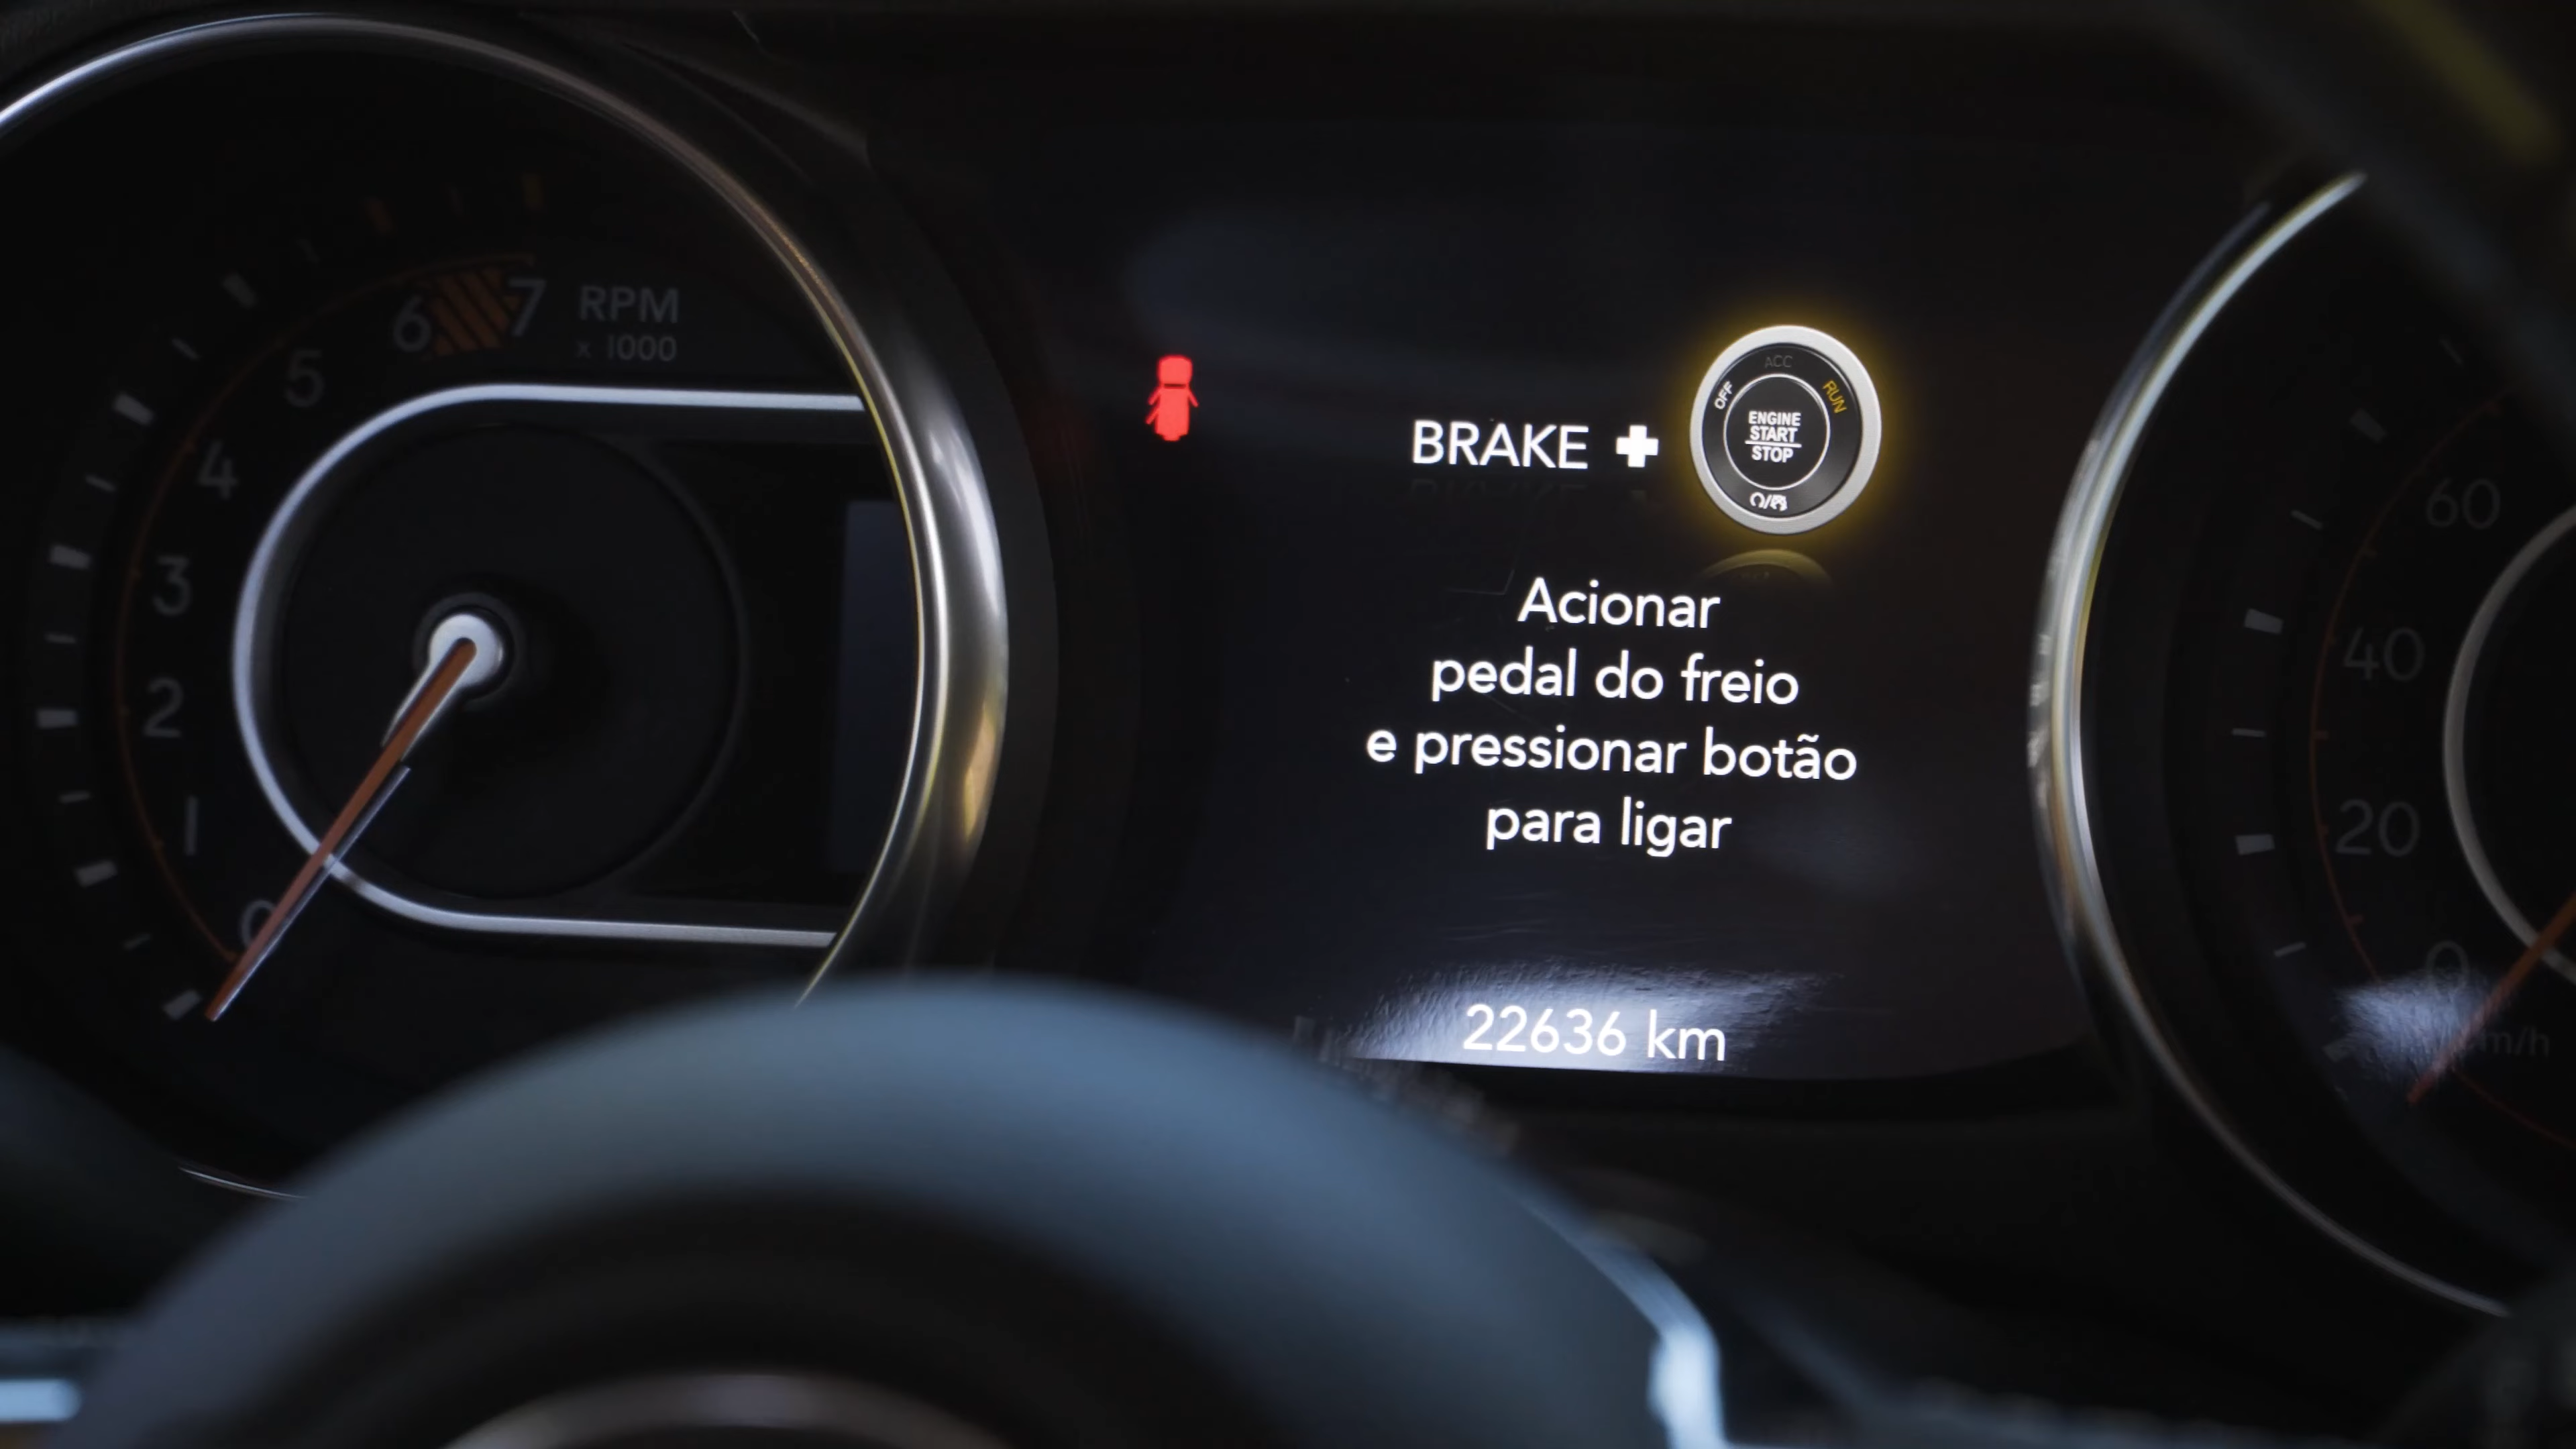 6 7 RPM
x 1000
5
4
3
2
1
0
BRAKE +
ACC
OFF
RUN
ENGINE
START
STOP
Acionar
pedal do freio
e pressionar botão
para ligar
22636 km
60
40
20
0